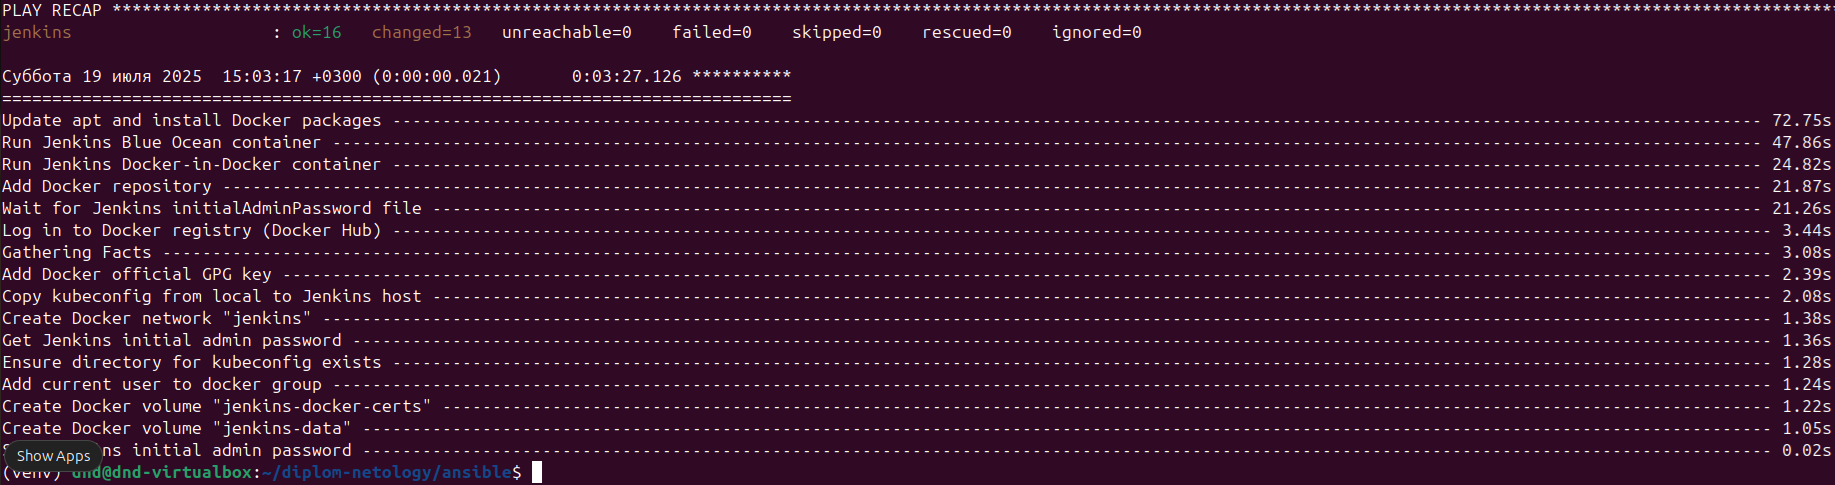 PLAY RECAP ****************************************************************************************************************************************************************************
jenkins                    : ok=16   changed=13   unreachable=0    failed=0    skipped=0    rescued=0    ignored=0
Суббота 19 июля 2025  15:03:17 +0300 (0:00:00.021)       0:03:27.126 **********
===============================================================================
Update apt and install Docker packages ----------------------------------------------------------------------------------------------------------------------------------------- 72.75s
Run Jenkins Blue Ocean container ----------------------------------------------------------------------------------------------------------------------------------------------- 47.86s
Run Jenkins Docker-in-Docker container ----------------------------------------------------------------------------------------------------------------------------------------- 24.82s
Add Docker repository ---------------------------------------------------------------------------------------------------------------------------------------------------------- 21.87s
Wait for Jenkins initialAdminPassword file ------------------------------------------------------------------------------------------------------------------------------------- 21.26s
Log in to Docker registry (Docker Hub) ------------------------------------------------------------------------------------------------------------------------------------------ 3.44s
Gathering Facts ----------------------------------------------------------------------------------------------------------------------------------------------------------------- 3.08s
Add Docker official GPG key ----------------------------------------------------------------------------------------------------------------------------------------------------- 2.39s
Copy kubeconfig from local to Jenkins host -------------------------------------------------------------------------------------------------------------------------------------- 2.08s
Create Docker network "jenkins" ------------------------------------------------------------------------------------------------------------------------------------------------- 1.38s
Get Jenkins initial admin password ---------------------------------------------------------------------------------------------------------------------------------------------- 1.36s
Ensure directory for kubeconfig exists ------------------------------------------------------------------------------------------------------------------------------------------ 1.28s
Add current user to docker group ------------------------------------------------------------------------------------------------------------------------------------------------ 1.24s
Create Docker volume "jenkins-docker-certs" ------------------------------------------------------------------------------------------------------------------------------------- 1.22s
Create Docker volume "jenkins-data" --------------------------------------------------------------------------------------------------------------------------------------------- 1.05s
initial admin password --------------------------------------------------------------------------------------------------------------------------------------------- 0.02s
Show Apps
(venv) dnd@dnd-virtualbox:~/diplom-netology/ansible$